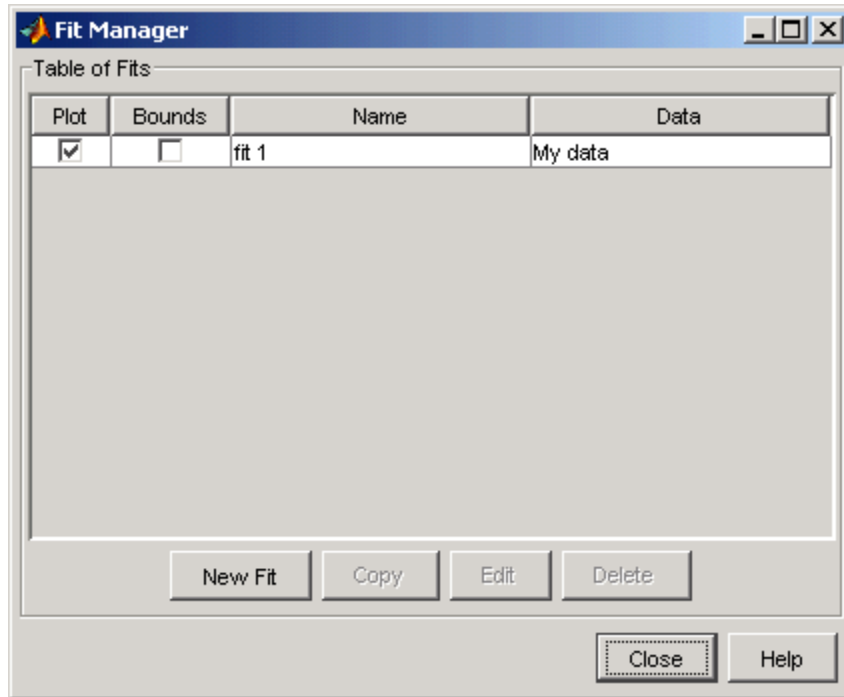 Fit Manager
Table of Fits
Plot Bounds Name Data
fit 1 My data
New Fit Copy Edit Delete
Close Help